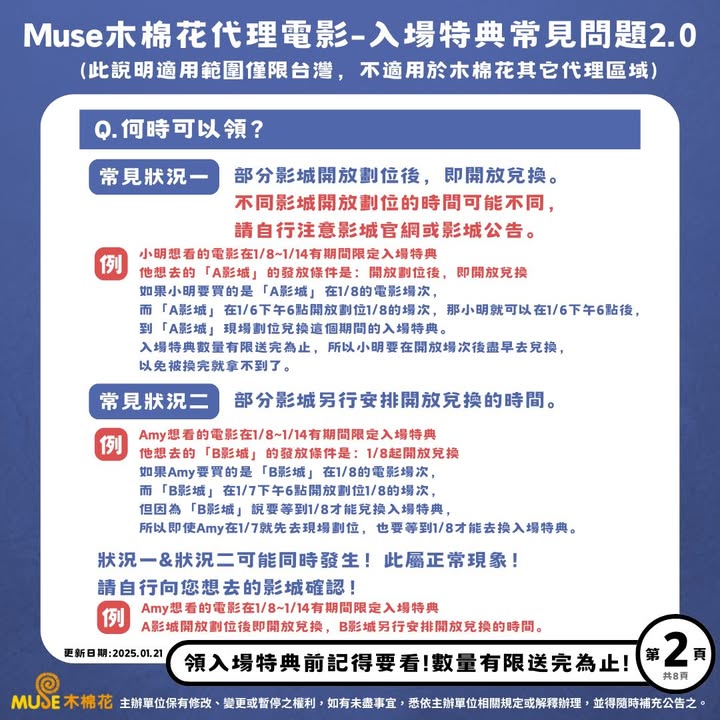 Muse木棉花代理電影-入場特典常見問題2.0
(此說明適用範圍僅限台灣，不適用於木棉花其它代理區域)
Q.何時可以領？
常見狀況一
部分影城開放劃位後，即開放兌換。
不同影城開放劃位的時間可能不同，
請自行注意影城官網或影城公告。
例
小明想看的電影在1/8~1/14有期間限定入場特典
他想去的「A影城」的發放條件是：開放劃位後，即開放兌換
如果小明要買的是「A影城」在1/8的電影場次，
而「A影城」在1/6下午6點開放劃位1/8的場次，那小明就可以在1/6下午6點後，
到「A影城」現場劃位兌換這個期間的入場特典。
入場特典數量有限送完為止，所以小明要在開放場次後盡早去兌換，
以免被換完就拿不到了。
常見狀況二
部分影城另行安排開放兌換的時間。
例
Amy想看的電影在1/8~1/14有期間限定入場特典
他想去的「B影城」的發放條件是：1/8起開放兌換
如果Amy要買的是「B影城」在1/8的電影場次，
而「B影城」在1/7下午6點開放劃位1/8的場次，
但因為「B影城」說要等到1/8才能兌換入場特典，
所以即使Amy在1/7就先去現場劃位，也要等到1/8才能去換入場特典。
狀況一&狀況二可能同時發生！此屬正常現象！
請自行向您想去的影城確認！
例
Amy想看的電影在1/8~1/14有期間限定入場特典
A影城開放劃位後即開放兌換，B影城另行安排開放兌換的時間。
更新日期:2025.01.21
領入場特典前記得要看!數量有限送完為止!
第2頁
共8頁
MUSE木棉花
主辦單位保有修改、變更或暫停之權利，如有未盡事宜，悉依主辦單位相關規定或解釋辦理，並得隨時補充公告之。